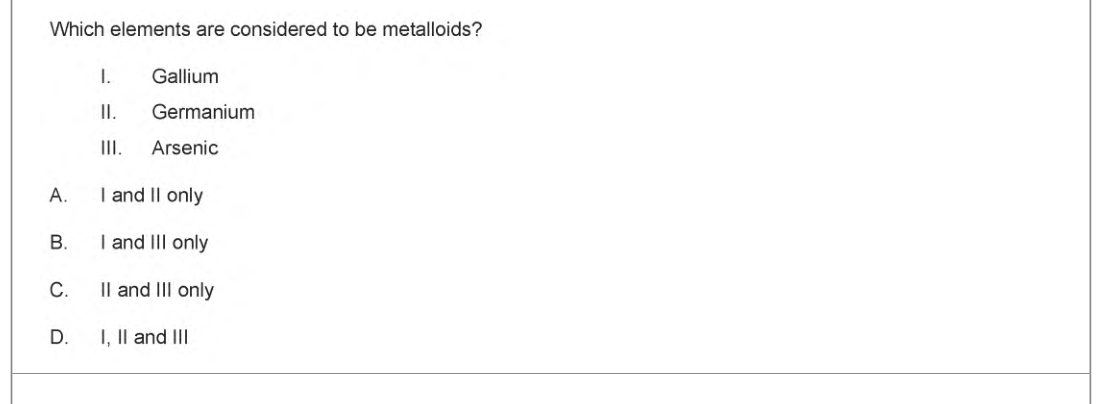 Which elements are considered to be metalloids?
I. Gallium
II. Germanium
III. Arsenic
A. I and II only
B. I and III only
C. II and III only
D. I, II and III